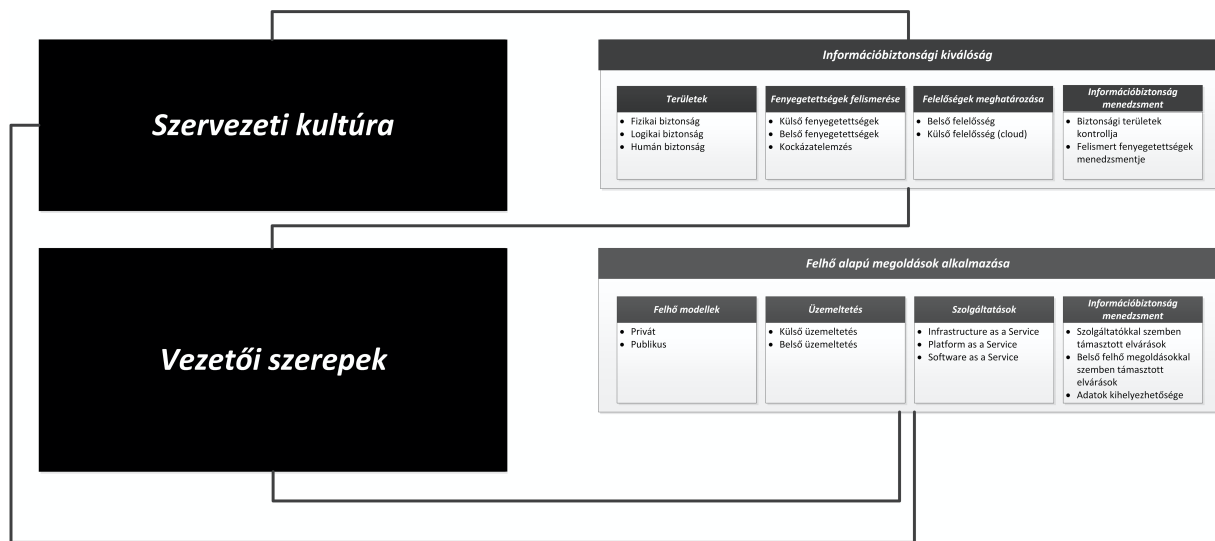 Szervezeti kultúra
Információbiztonsági kiválóság
Területek
• Fizikai biztonság
• Logikai biztonság
• Humán biztonság
Fenyegetettségek felismerése
• Külső fenyegetettségek
• Belső fenyegetettségek
• Kockázatelemzés
Felelőségek meghatározása
• Belső felelősség
• Külső felelősség (cloud)
Információbiztonság
menedzsment
• Biztonsági területek
kontrollja
• Felismert fenyegetettségek
menedzsmentje
Vezetői szerepek
Felhő alapú megoldások alkalmazása
Felhő modellek
• Privát
• Publikus
Üzemeltetés
• Külső üzemeltetés
• Belső üzemeltetés
Szolgáltatások
• Infrastructure as a Service
• Platform as a Service
• Software as a Service
Információbiztonság
menedzsment
• Szolgáltatókkal szemben
támasztott elvárások
• Belső felhő megoldásokkal
szemben támasztott
elvárások
• Adatok kihelyezhetősége